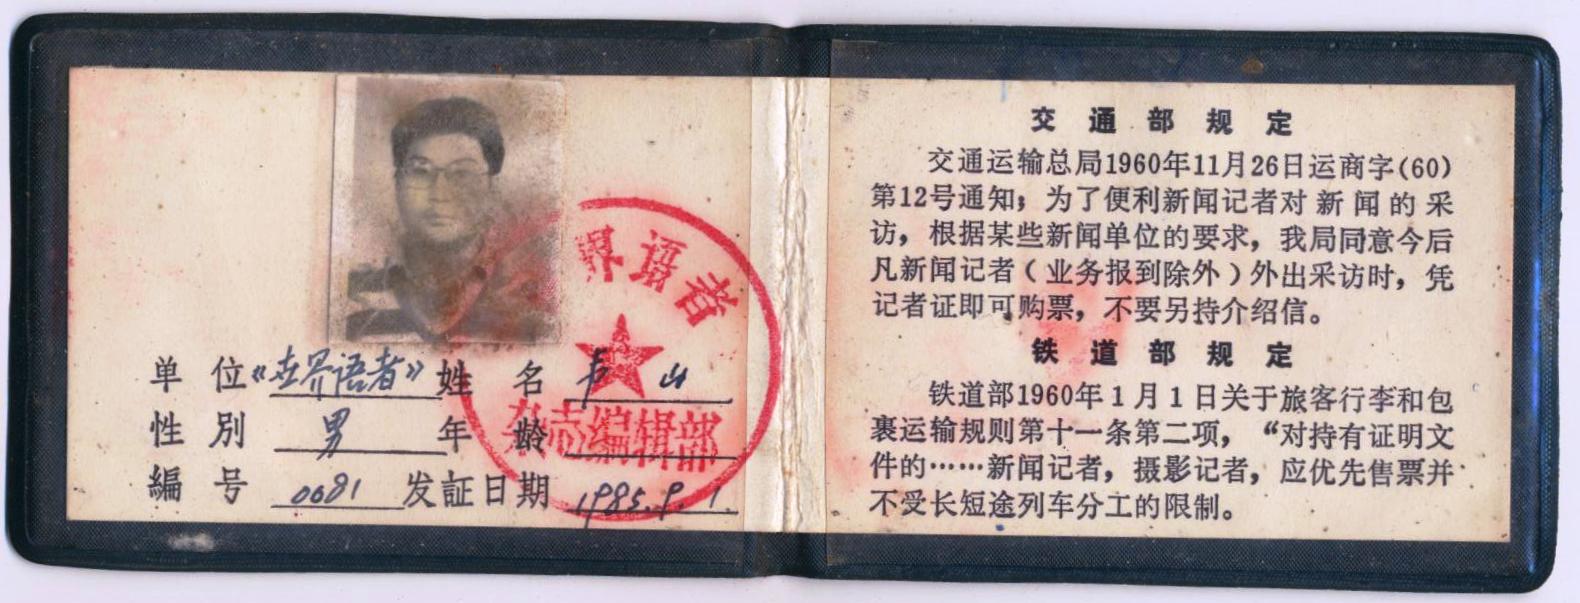 世界语者
杂志编辑部
单 位《世界语者》姓 名
性 別 男 年 龄
編 号 0681 发証日期 1985.9.1.
交通部规定
交通运输总局1960年11月26日运商字(60)
第12号通知；为了便利新闻记者对新闻的采
访，根据某些新闻单位的要求，我局同意今后
凡新闻记者（业务报到除外）外出采访时，凭
记者证即可购票，不要另持介绍信。
铁道部规定
铁道部1960年1月1日关于旅客行李和包
裹运输规则第十一条第二项，“对持有证明文
件的……新闻记者，摄影记者，应优先售票并
不受长短途列车分工的限制。